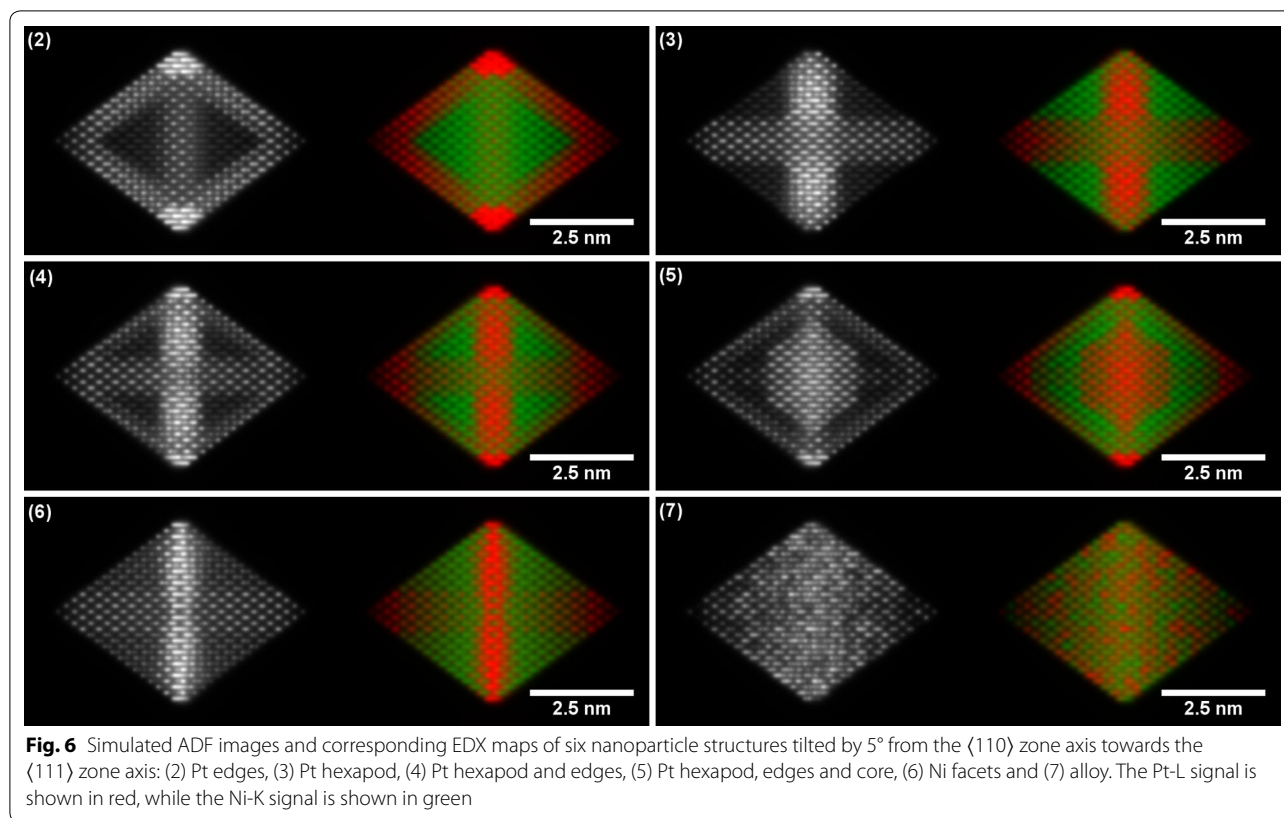 (2)
2.5 nm
(3)
2.5 nm
(4)
2.5 nm
(5)
2.5 nm
(6)
2.5 nm
(7)
2.5 nm
Fig. 6 Simulated ADF images and corresponding EDX maps of six nanoparticle structures tilted by 5° from the ⟨110⟩ zone axis towards the
⟨111⟩ zone axis: (2) Pt edges, (3) Pt hexapod, (4) Pt hexapod and edges, (5) Pt hexapod, edges and core, (6) Ni facets and (7) alloy. The Pt-L signal is
shown in red, while the Ni-K signal is shown in green